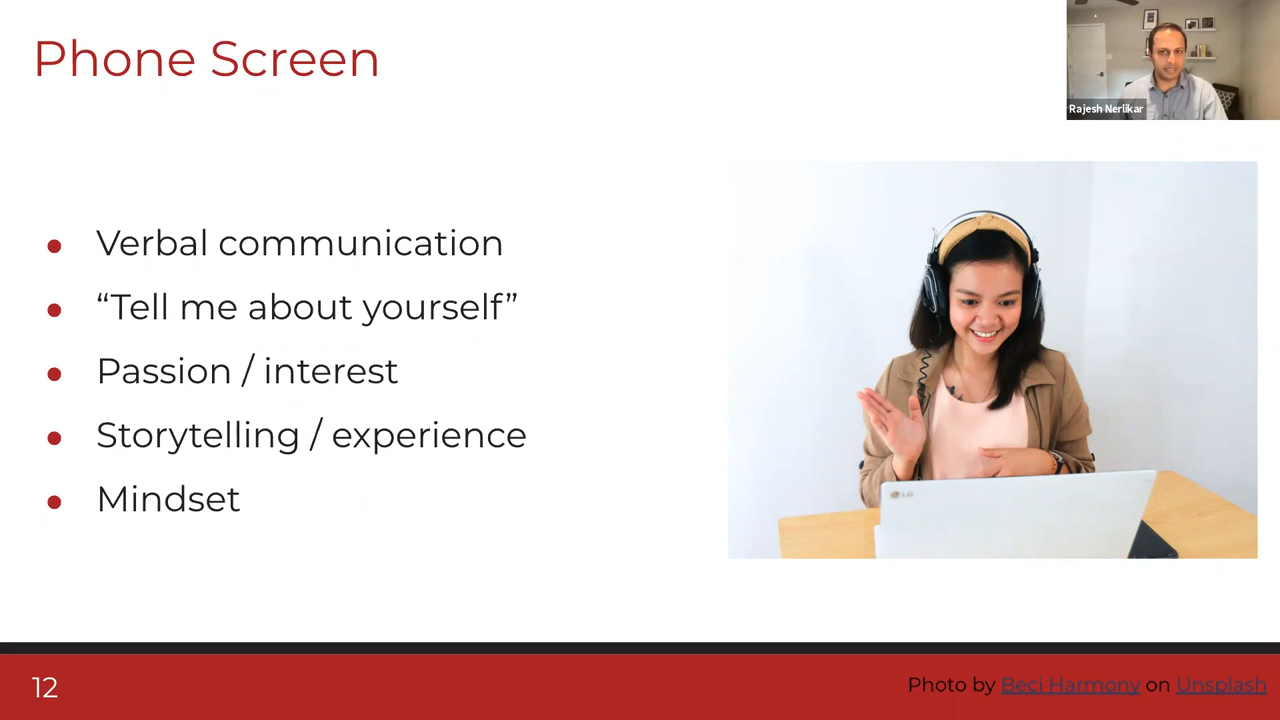 Phone Screen
Rajesh Nerlikar
● Verbal communication
● “Tell me about yourself”
● Passion / interest
● Storytelling / experience
● Mindset
LG
12
Photo by Beci Harmony on Unsplash